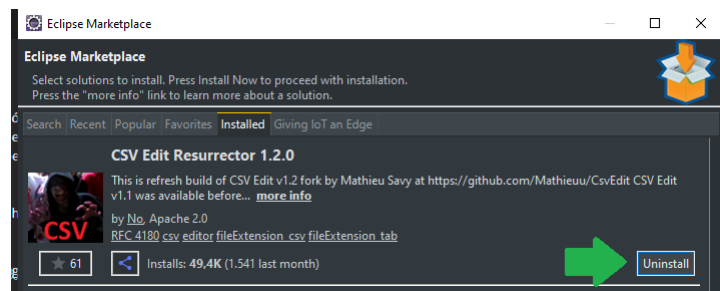 Eclipse Marketplace
Eclipse Marketplace
Select solutions to install. Press Install Now to proceed with installation.
Press the "more info" link to learn more about a solution.
Search Recent Popular Favorites Installed Giving IoT an Edge
CSV Edit Resurrector 1.2.0
This is refresh build of CSV Edit v1.2 fork by Mathieu Savy at https://github.com/Mathieuu/CsvEdit CSV Edit
v1.1 was available before... more info
by No, Apache 2.0
CSV
RFC 4180 csv editor fileExtension_csv fileExtension_tab
61 Installs: 49,4K (1.541 last month) Uninstall